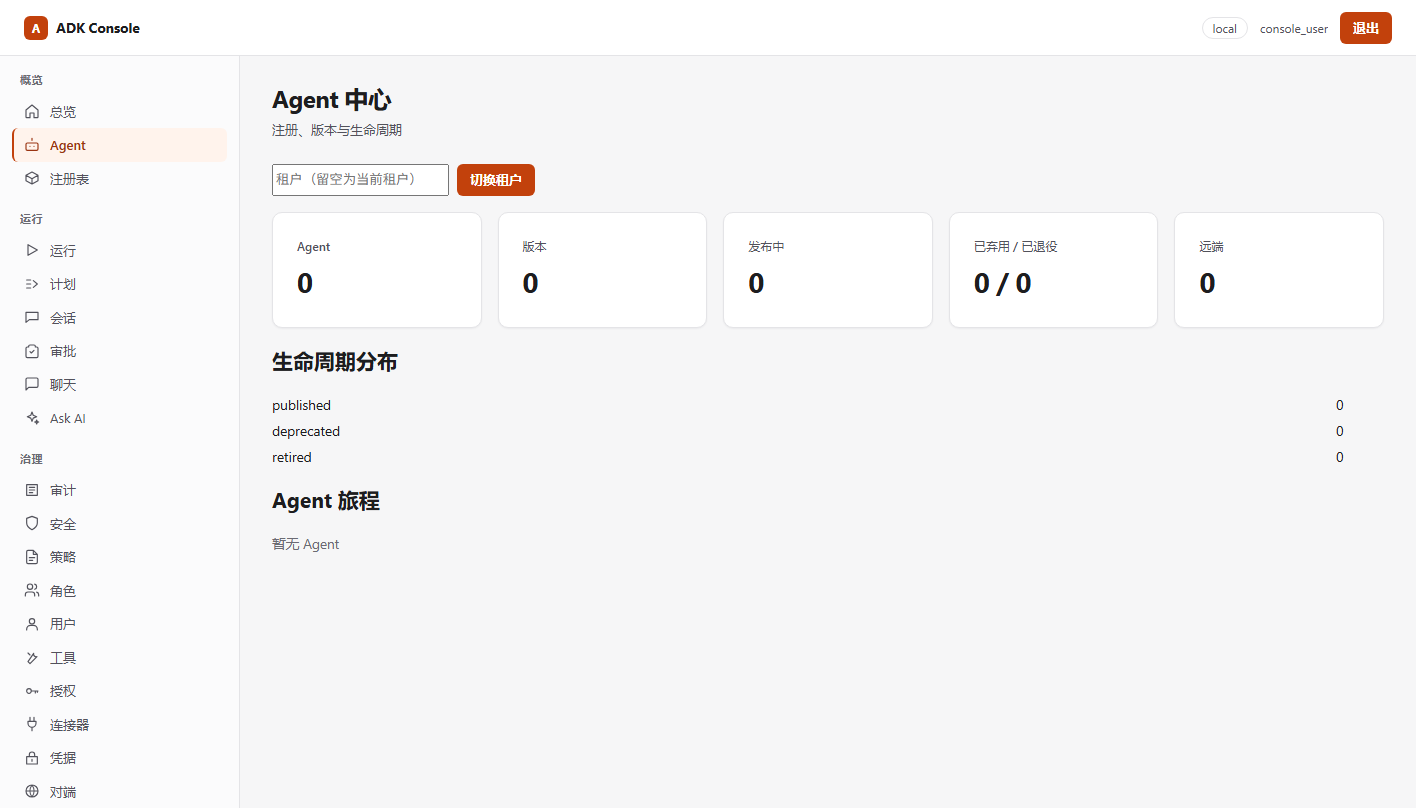 A ADK Console
local console_user 退出
概览
总览
Agent
注册表
运行
运行
计划
会话
审批
聊天
Ask AI
治理
审计
安全
策略
角色
用户
工具
授权
连接器
凭据
对端
Agent 中心
注册、版本与生命周期
租户（留空为当前租户） 切换租户
Agent
0
版本
0
发布中
0
已弃用 / 已退役
0 / 0
远端
0
生命周期分布
published 0
deprecated 0
retired 0
Agent 旅程
暂无 Agent